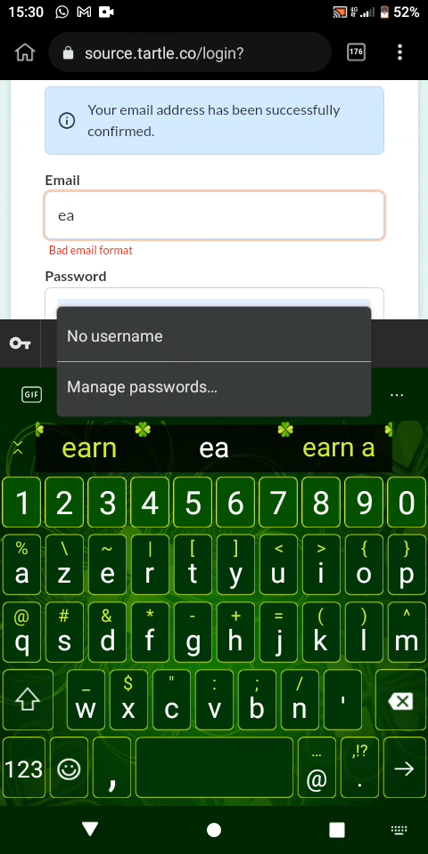 15:30 4G 52%
source.tartle.co/login? 176
Your email address has been successfully
confirmed.
Email
ea
Bad email format
Password
No username
Manage passwords...
GIF ...
earn ea earn a
1 2 3 4 5 6 7 8 9 0
% \ ~ | [ ] < > { }
a z e r t y u i o p
@ # & * - + = ( ) ^
q s d f g h j k l m
_ $ " : ; /
w x c v b n '
... ,!?
123 , @ .